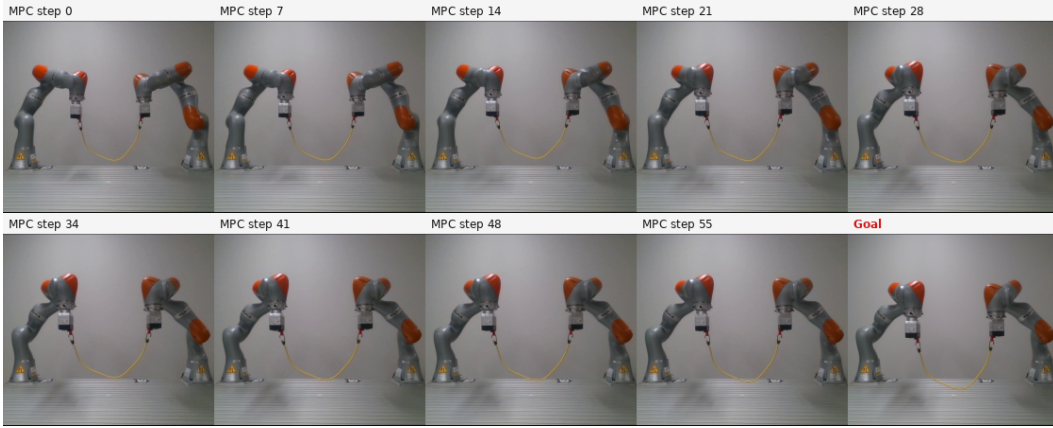 MPC step 0
MPC step 7
MPC step 14
MPC step 21
MPC step 28
MPC step 34
MPC step 41
MPC step 48
MPC step 55
Goal